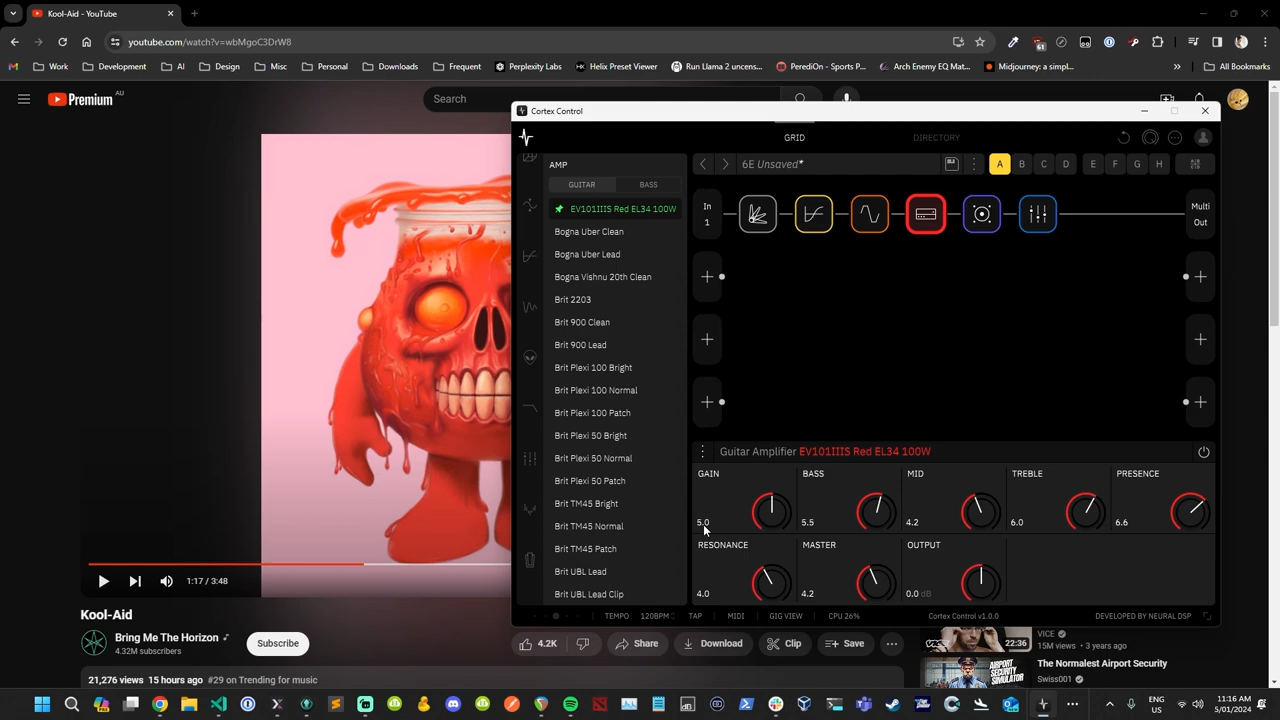 Kool-Aid - YouTube
youtube.com/watch?v=wbMgoC3DrW8
61
Work
Development
AI
Design
Misc
Personal
Downloads
Frequent
Perplexity Labs
Helix Preset Viewer
Run Llama 2 uncens...
PerediOn - Sports P...
Arch Enemy EQ Mat...
Midjourney: a simpl...
All Bookmarks
Premium
AU
Search
Cortex Control
GRID
DIRECTORY
AMP
GUITAR
BASS
EV101IIIS Red EL34 100W
Bogna Uber Clean
Bogna Uber Lead
Bogna Vishnu 20th Clean
Brit 2203
Brit 900 Clean
Brit 900 Lead
Brit Plexi 100 Bright
Brit Plexi 100 Normal
Brit Plexi 100 Patch
Brit Plexi 50 Bright
Brit Plexi 50 Normal
Brit Plexi 50 Patch
Brit TM45 Bright
Brit TM45 Normal
Brit TM45 Patch
Brit UBL Lead
Brit UBL Lead Clip
6E Unsaved*
A
B
C
D
E
F
G
H
In
1
Multi
Out
Guitar Amplifier EV101IIIS Red EL34 100W
GAIN
5.0
BASS
5.5
MID
4.2
TREBLE
6.0
PRESENCE
6.6
RESONANCE
4.0
MASTER
4.2
OUTPUT
0.0 dB
TEMPO
120BPM
TAP
MIDI
GIG VIEW
CPU 26%
Cortex Control v1.0.0
DEVELOPED BY NEURAL DSP
1:17 / 3:48
Kool-Aid
Bring Me The Horizon
4.32M subscribers
Subscribe
4.2K
Share
Download
Clip
Save
21,276 views 15 hours ago #29 on Trending for music
22:36
VICE
15M views • 3 years ago
The Normalest Airport Security
Swiss001
ENG
US
11:16 AM
5/01/2024